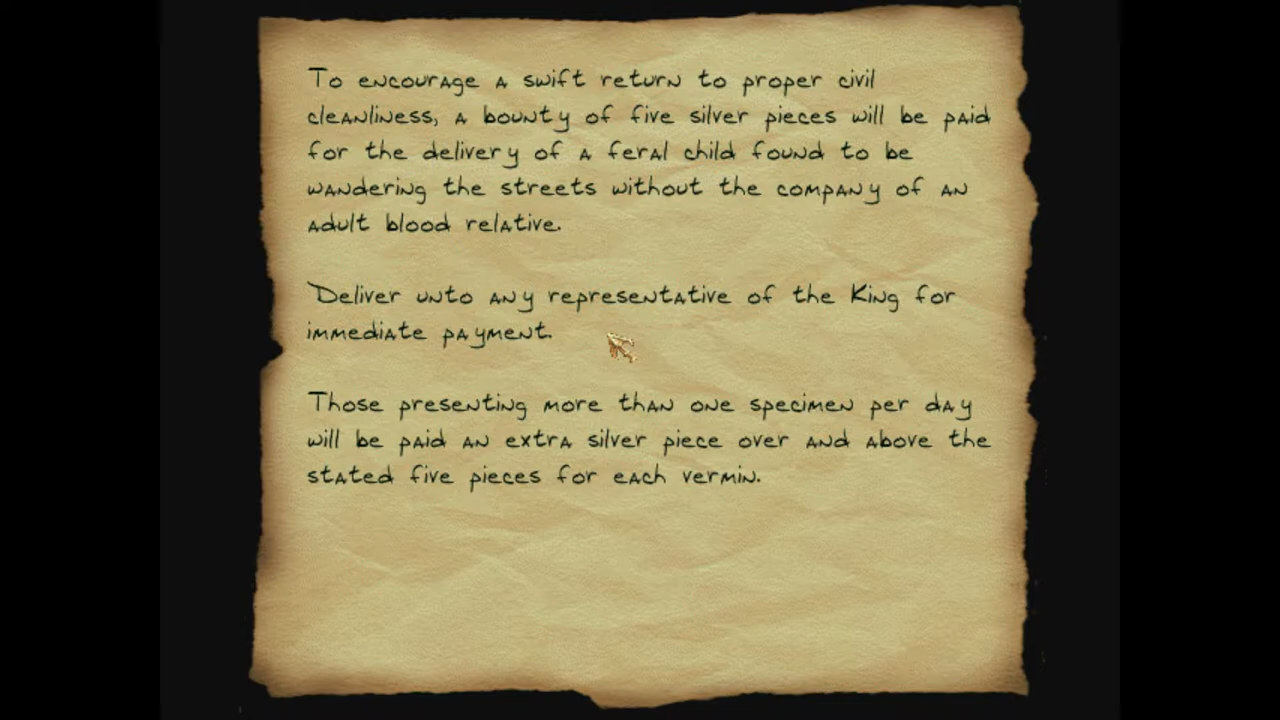 To encourage a swift return to proper civil
cleanliness, a bounty of five silver pieces will be paid
for the delivery of a feral child found to be
wandering the streets without the company of an
adult blood relative.
Deliver unto any representative of the King for
immediate payment.
Those presenting more than one specimen per day
will be paid an extra silver piece over and above the
stated five pieces for each vermin.